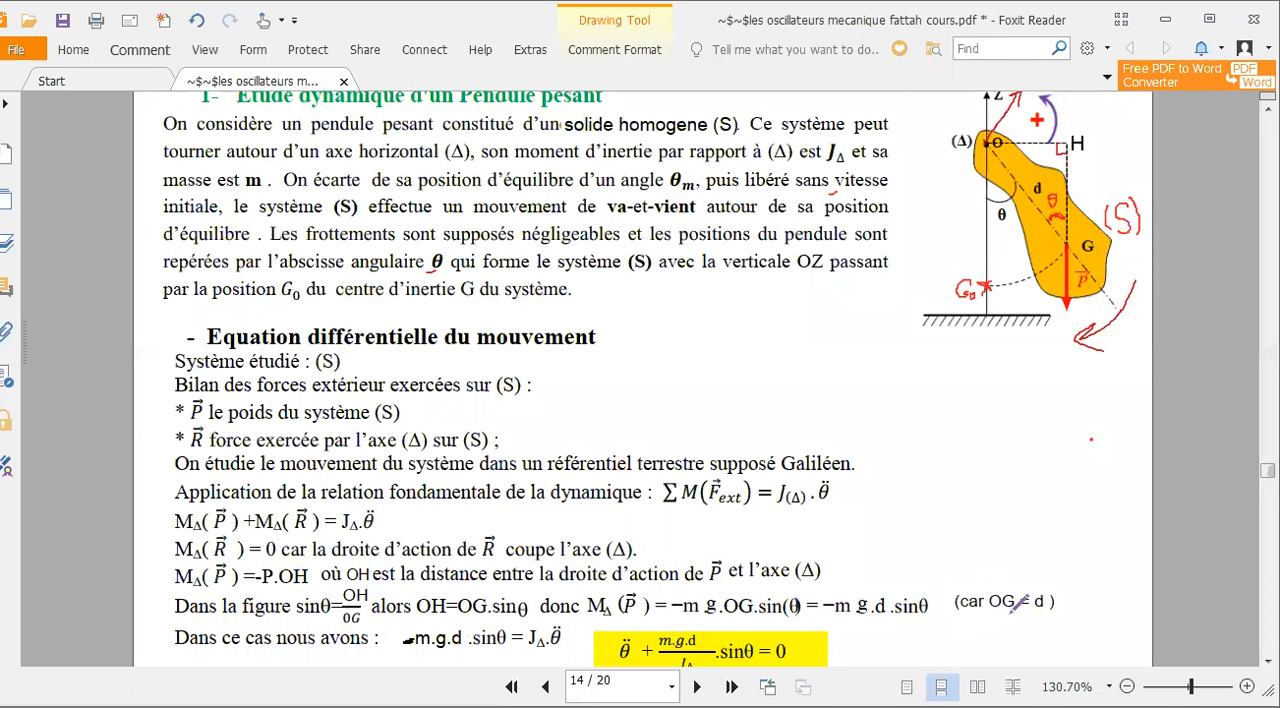 Drawing Tool
~$~$les oscillateurs mecanique fattah cours.pdf * - Foxit Reader
File Home Comment View Form Protect Share Connect Help Extras Comment Format Tell me what you want to do.. Find
Start ~$~$les oscillateurs m... Free PDF to Word Converter PDF Word
1- Etude dynamique d'un Pendule pesant
On considère un pendule pesant constitué d'un solide homogene (S). Ce système peut
tourner autour d'un axe horizontal (Δ), son moment d'inertie par rapport à (Δ) est J_Δ et sa
masse est m . On écarte de sa position d'équilibre d'un angle θ_m, puis libéré sans vitesse
initiale, le système (S) effectue un mouvement de va-et-vient autour de sa position
d'équilibre . Les frottements sont supposés négligeables et les positions du pendule sont
repérées par l'abscisse angulaire θ qui forme le système (S) avec la verticale OZ passant
par la position G₀ du centre d'inertie G du système.
Z
+
(Δ) O H
d
θ
θ
(S)
G
P⃗
G₀
- Equation différentielle du mouvement
Système étudié : (S)
Bilan des forces extérieur exercées sur (S) :
* P⃗ le poids du système (S)
* R⃗ force exercée par l'axe (Δ) sur (S) ;
On étudie le mouvement du système dans un référentiel terrestre supposé Galiléen.
Application de la relation fondamentale de la dynamique : ∑ M(F⃗ext) = J(Δ).θ̈
M_Δ( P⃗ ) +M_Δ( R⃗ ) = J_Δ.θ̈
M_Δ( R⃗ ) = 0 car la droite d'action de R⃗ coupe l'axe (Δ).
M_Δ( P⃗ ) =-P.OH où OH est la distance entre la droite d'action de P⃗ et l'axe (Δ)
Dans la figure sinθ=OH/OG alors OH=OG.sinθ donc M_Δ (P⃗ ) = −m g.OG.sin(θ) = −m g.d .sinθ (car OG = d )
Dans ce cas nous avons : -m.g.d .sinθ = J_Δ.θ̈
θ̈ + m.g.d/J_Δ .sinθ = 0
14 / 20 130.70%